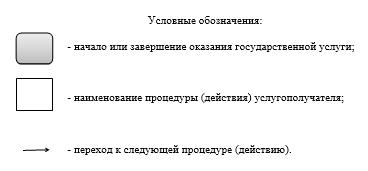 Условные обозначения:
- начало или завершение оказания государственной услуги;
- наименование процедуры (действия) услугополучателя;
- переход к следующей процедуре (действию).